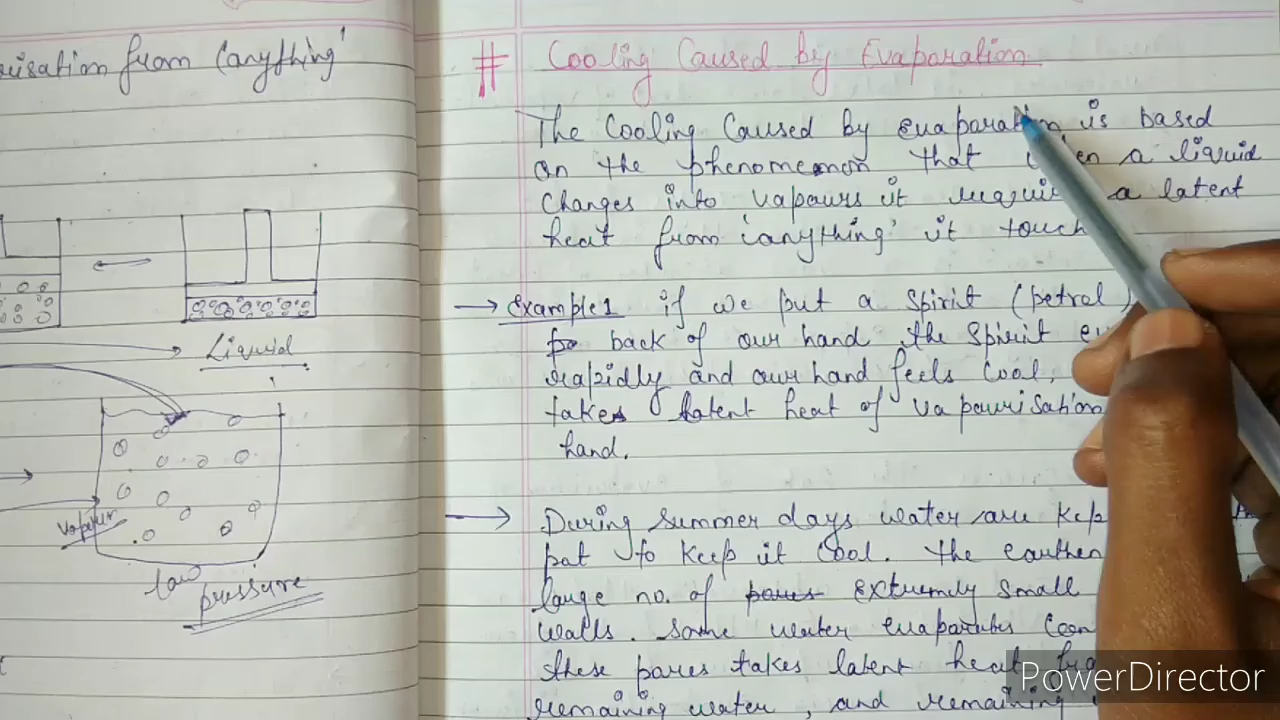 risation from 'anything'
Liquid
vapour
low
pressure
# Cooling Caused by Evaporation
The Cooling Caused by evaporation is based
on the phenomenon that a liquid
changes into vapours it a latent
heat from 'anything' it touch
→ Example 1 if we put a spirit (petrol)
back of our hand the spirit
rapidly and our hand feels cool,
takes latent heat of vapourisation
hand.
→ During summer days water are
pot to keep it cool. the earthen
large no. of pores extremely small
walls. Some water evaporates
these pores takes latent heat
remaining water, and remaining
PowerDirector